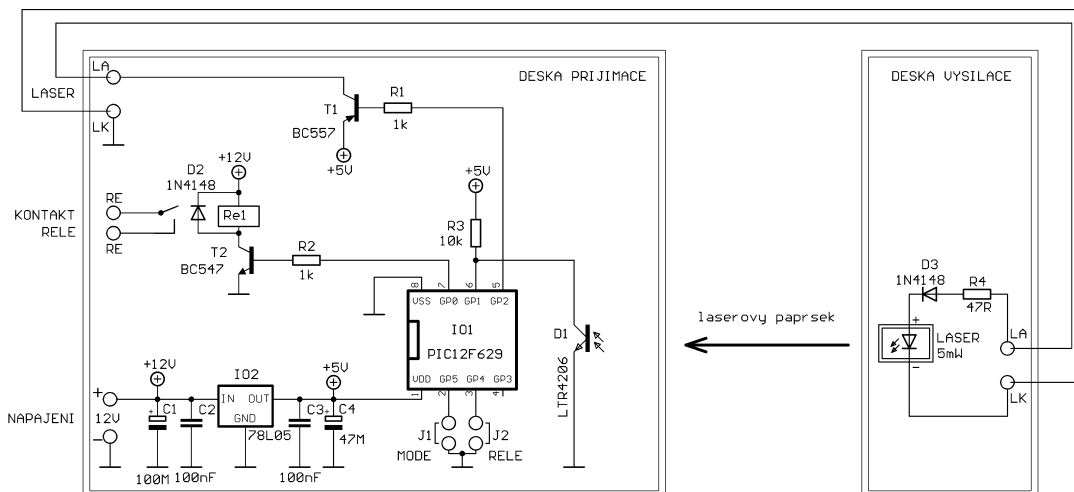 DESKA PRIJIMACE
DESKA VYSILACE
LA
LASER
LK
T1
BC557
R1
1k
+5V
D2
1N4148
+12V
RE
KONTAKT
RELE
RE
Re1
T2
BC547
R2
1k
+5V
R3
10k
8 7 6 5
VSS GP0 GP1 GP2
IO1
PIC12F629
VDD GP5 GP4 GP3
1 2 3 4
D1
LTR4206
laserovy paprsek
D3
1N4148
R4
47R
+
LASER
5mW
-
LA
LK
+12V
IO2
+5V
+
NAPAJENI
12V
-
+
C1
C2
IN OUT
GND
78L05
C3
+
C4
47M
100M
100nF
100nF
J1
J2
MODE
RELE